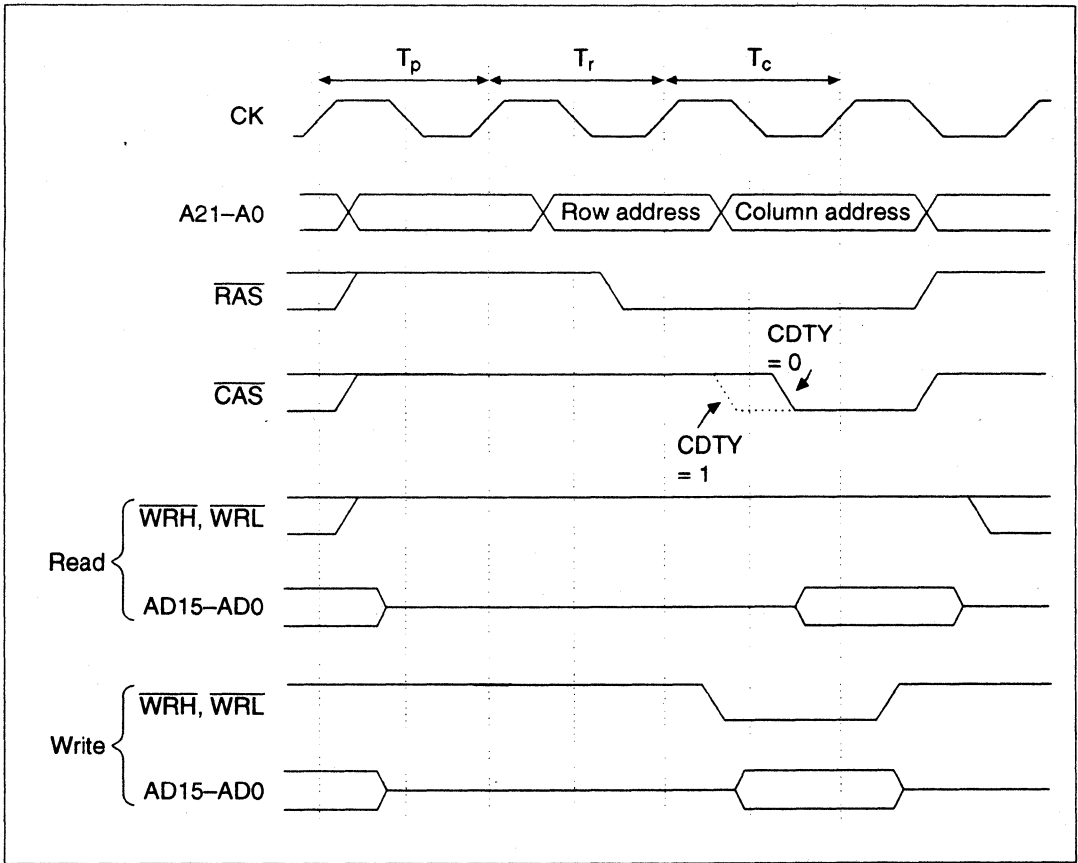 Tp Tr Tc
CK
A21–A0 Row address Column address
RAS
CDTY
= 0
CAS
CDTY
= 1
WRH, WRL
Read
AD15–AD0
WRH, WRL
Write
AD15–AD0